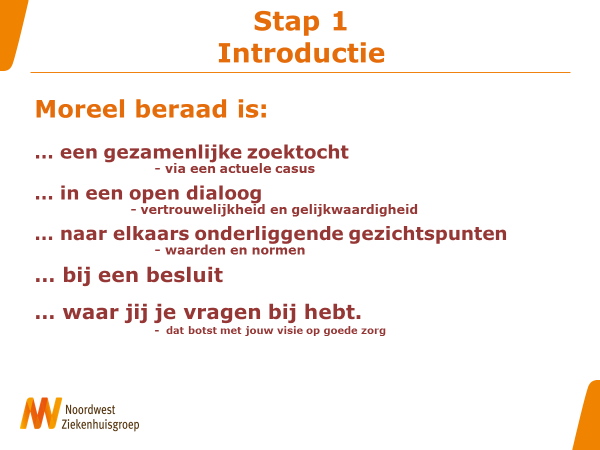 Stap 1
Introductie
Moreel beraad is:
... een gezamenlijke zoektocht
- via een actuele casus
... in een open dialoog
- vertrouwelijkheid en gelijkwaardigheid
... naar elkaars onderliggende gezichtspunten
- waarden en normen
... bij een besluit
... waar jij je vragen bij hebt.
- dat botst met jouw visie op goede zorg
Noordwest
Ziekenhuisgroep